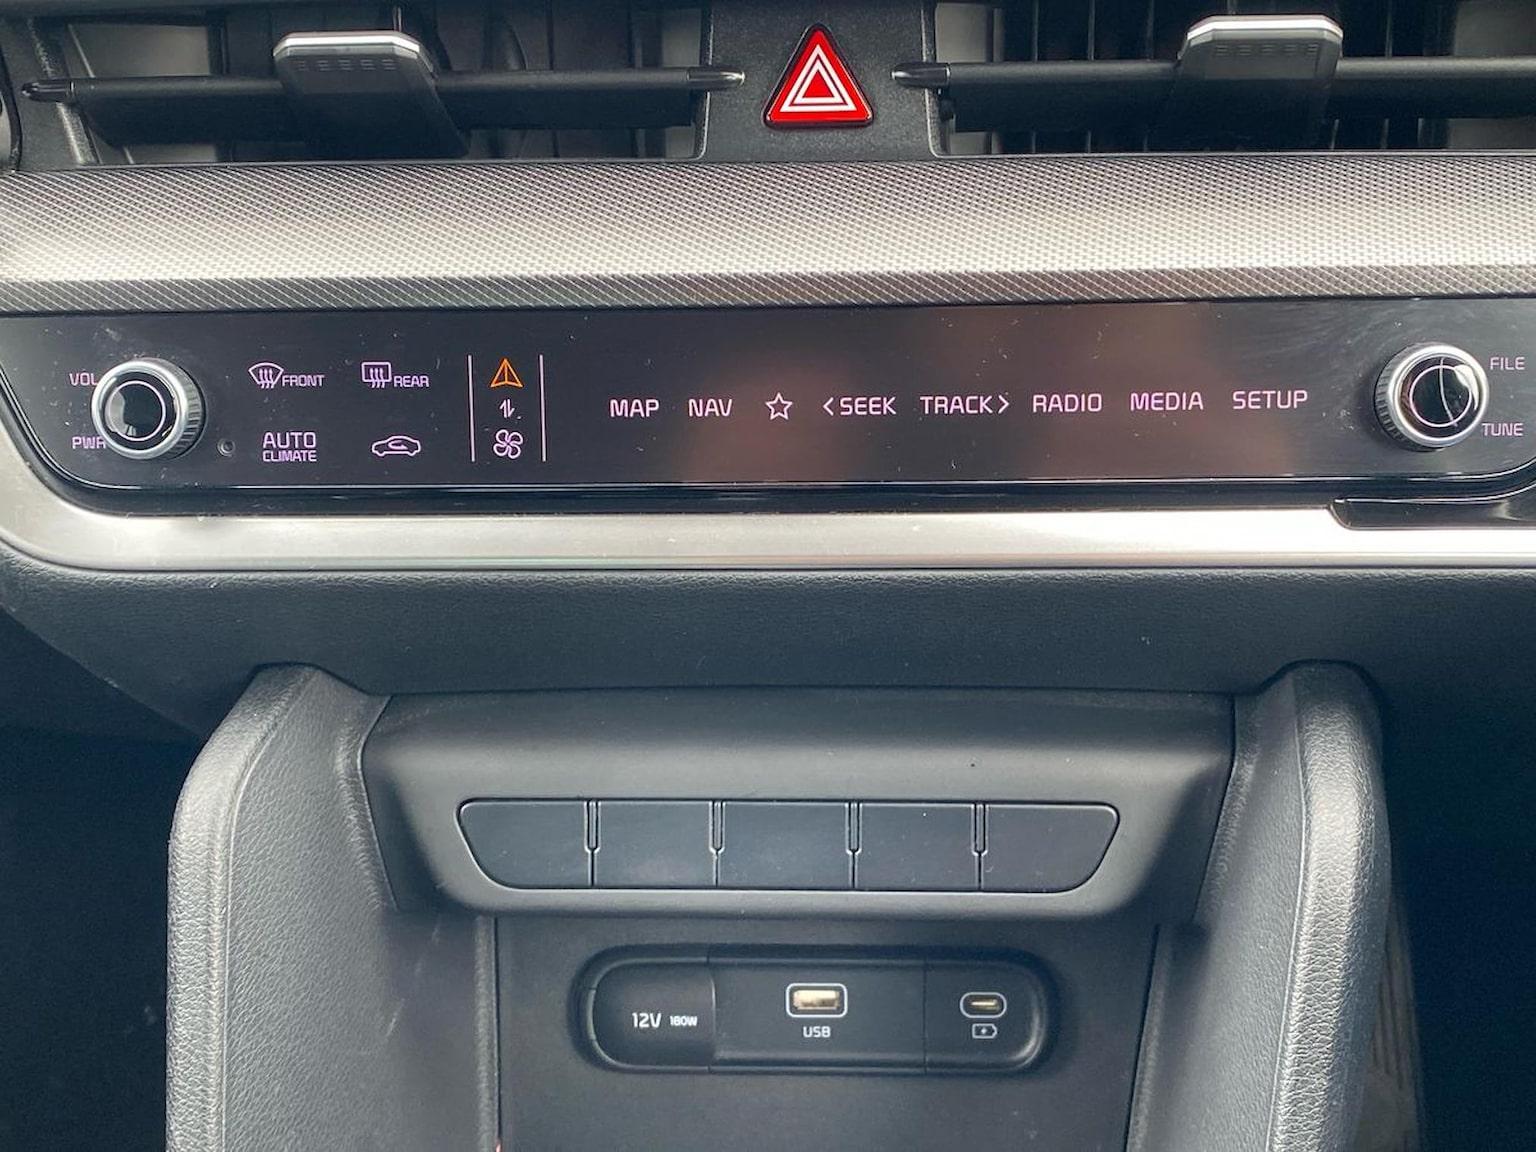 VOL
PWR
FRONT
REAR
AUTO
CLIMATE
MAP NAV <SEEK TRACK> RADIO MEDIA SETUP
FILE
TUNE
12V 180W
USB